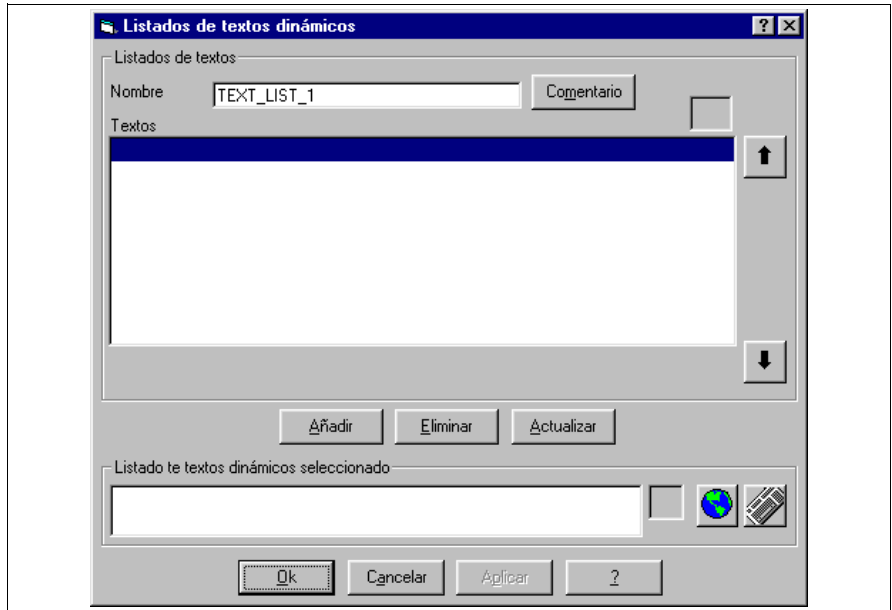 Listados de textos dinámicos ? X
Listados de textos
Nombre TEXT_LIST_1 Comentario
Textos
Añadir Eliminar Actualizar
Listado te textos dinámicos seleccionado
Ok Cancelar Aplicar ?